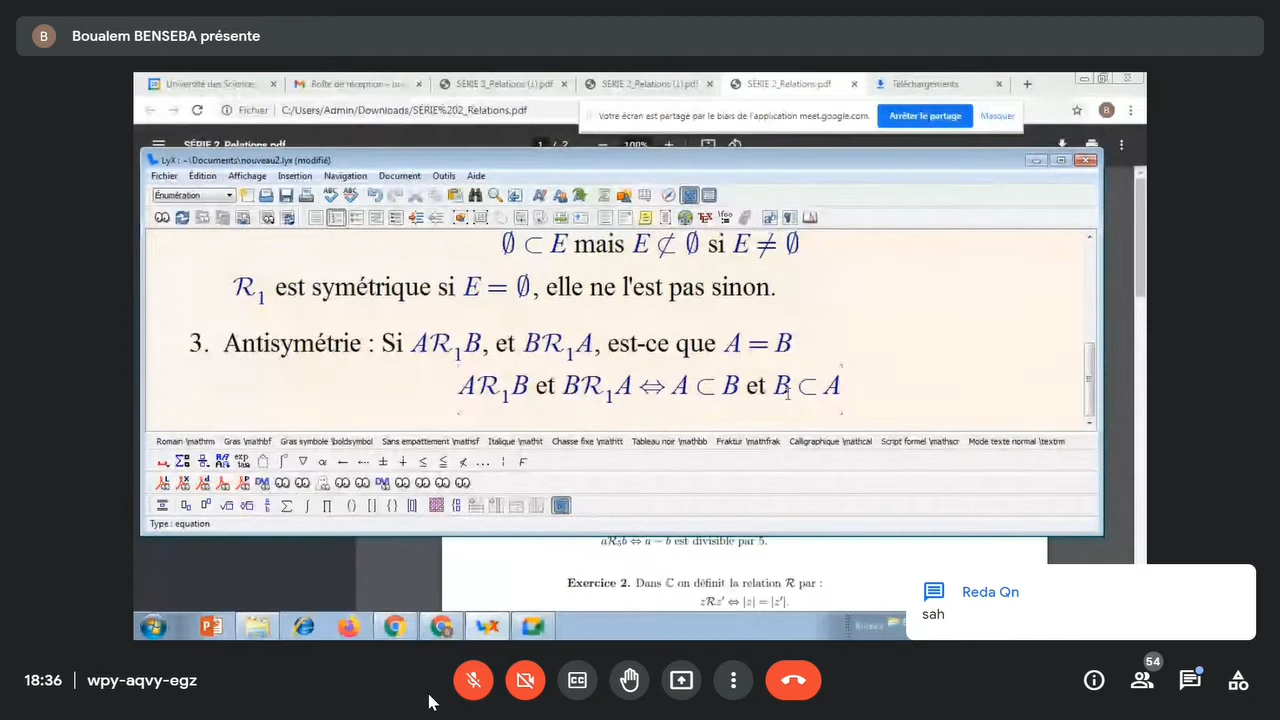 B Boualem BENSEBA présente
Université des Science Boîte de réception – bou SÉRIE 3_Relations (1).pdf SÉRIE 2_Relations (1).pdf SÉRIE 2_Relations.pdf Téléchargements
Fichier C:/Users/Admin/Downloads/SÉRIE%202_Relations.pdf
Votre écran est partagé par le biais de l'application meet.google.com. Arrêter le partage Masquer
B
SÉRIE 2_Relations.pdf 1 / 2 100%
LyX : ~\Documents\nouveau2.lyx (modifié)
Fichier Édition Affichage Insertion Navigation Document Outils Aide
Énumération
∅ ⊂ E mais E ⊄ ∅ si E ≠ ∅
ℛ₁ est symétrique si E = ∅, elle ne l'est pas sinon.
3. Antisymétrie : Si Aℛ₁B, et Bℛ₁A, est-ce que A = B
Aℛ₁B et Bℛ₁A ⇔ A ⊂ B et B ⊂ A
Romain \mathrm Gras \mathbf Gras symbole \boldsymbol Sans empattement \mathsf Italique \mathit Chasse fixe \mathtt Tableau noir \mathbb Fraktur \mathfrak Calligraphique \mathcal Script formel \mathscr Mode texte normal \textrm
Type : equation
aℛ₅b ⇔ a − b est divisible par 5.
Exercice 2. Dans ℂ on définit la relation ℛ par :
zℛz′ ⇔ |z| = |z′|.
Bureau
Reda Qn
sah
18:36 wpy-aqvy-egz
54